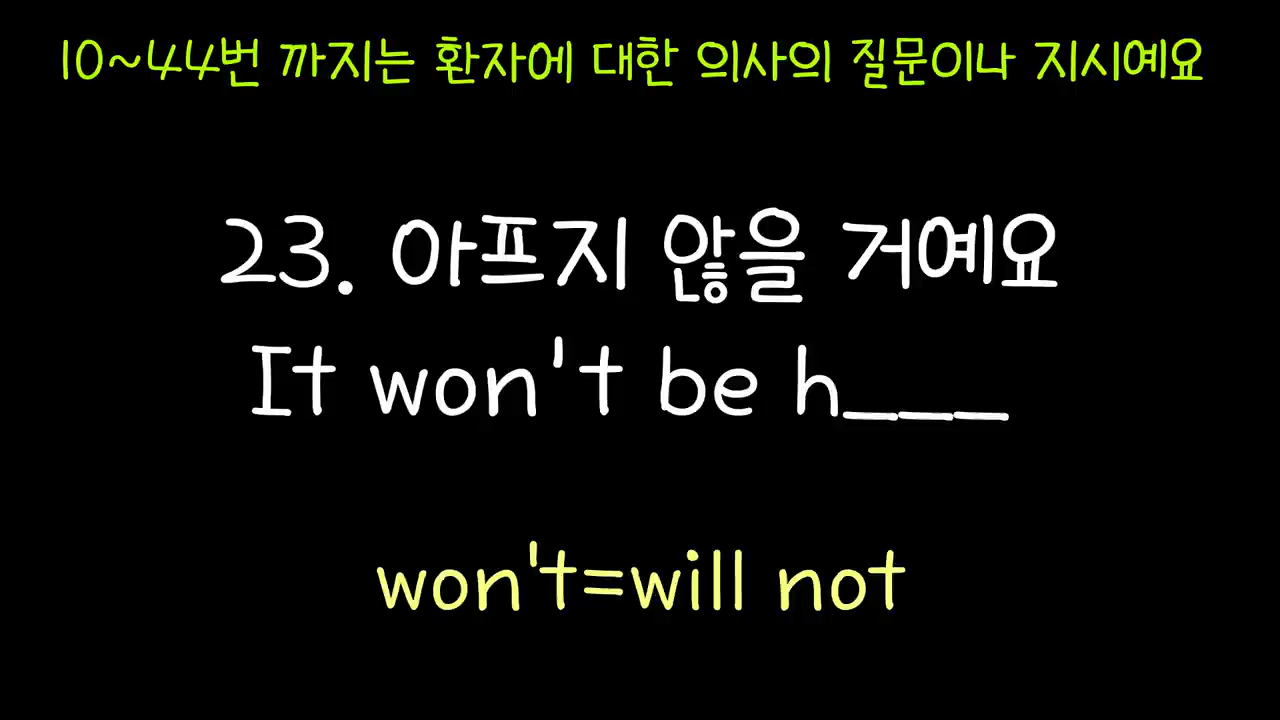 10~44번 까지는 환자에 대한 의사의 질문이나 지시예요
23. 아프지 않을 거예요
It won't be h___
won't=will not